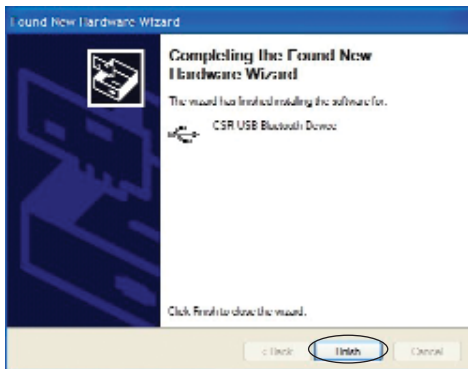 Found New Hardware Wizard
Completing the Found New
Hardware Wizard
The wizard has finished installing the software for:
CSR USB Bluetooth Device
Click Finish to close the wizard.
< Back
Finish
Cancel